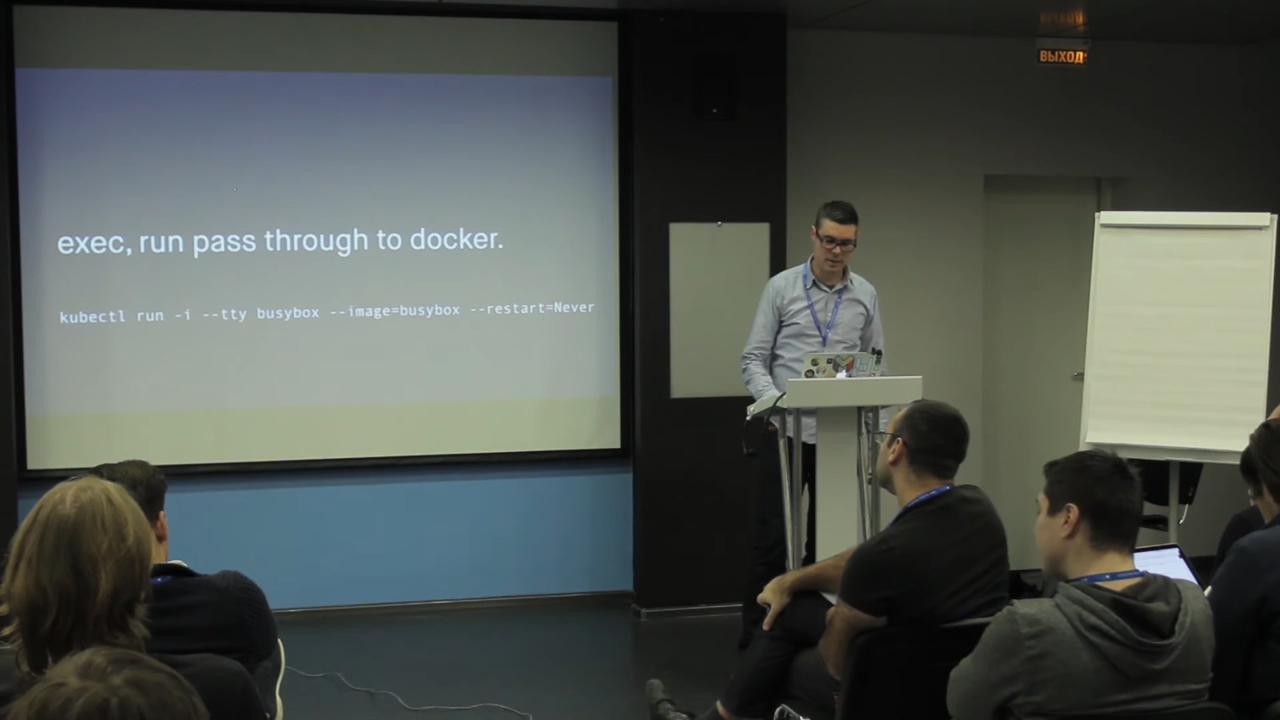 exec, run pass through to docker.
kubectl run -i --tty busybox --image=busybox --restart=Never
ВЫХОД